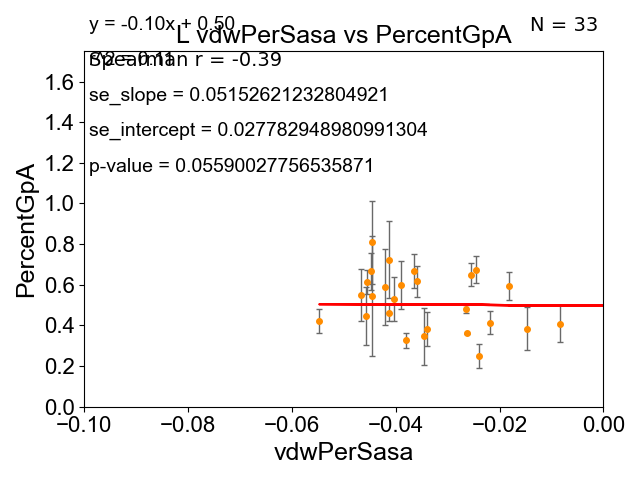 y = -0.10x + 0.50
N = 33
L vdwPerSasa vs PercentGpA
Spearman r = -0.39
se_slope = 0.05152621232804921
se_intercept = 0.027782948980991304
p-value = 0.05590027756535871
PercentGpA
1.6
1.4
1.2
1.0
0.8
0.6
0.4
0.2
0.0
−0.10 −0.08 −0.06 −0.04 −0.02 0.00
vdwPerSasa